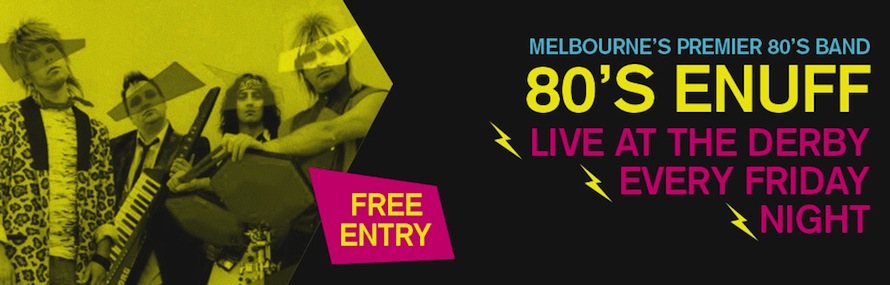 MELBOURNE'S PREMIER 80'S BAND
80'S ENUFF
LIVE AT THE DERBY
EVERY FRIDAY
NIGHT
FREE
ENTRY